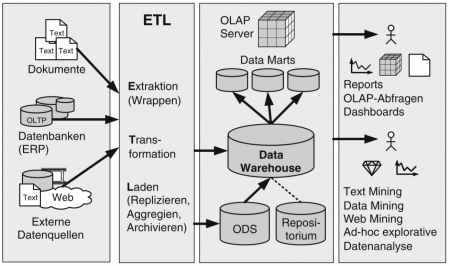 Text
Text
Text
Dokumente
OLTP
Datenbanken
(ERP)
Text
Web
Externe
Datenquellen
ETL
Extraktion
(Wrappen)
Trans-
formation
Laden
(Replizieren,
Aggregien,
Archivieren)
OLAP
Server
Data Marts
Data
Warehouse
ODS
Reposi-
torium
Reports
OLAP-Abfragen
Dashboards
Text Mining
Data Mining
Web Mining
Ad-hoc explorative
Datenanalyse